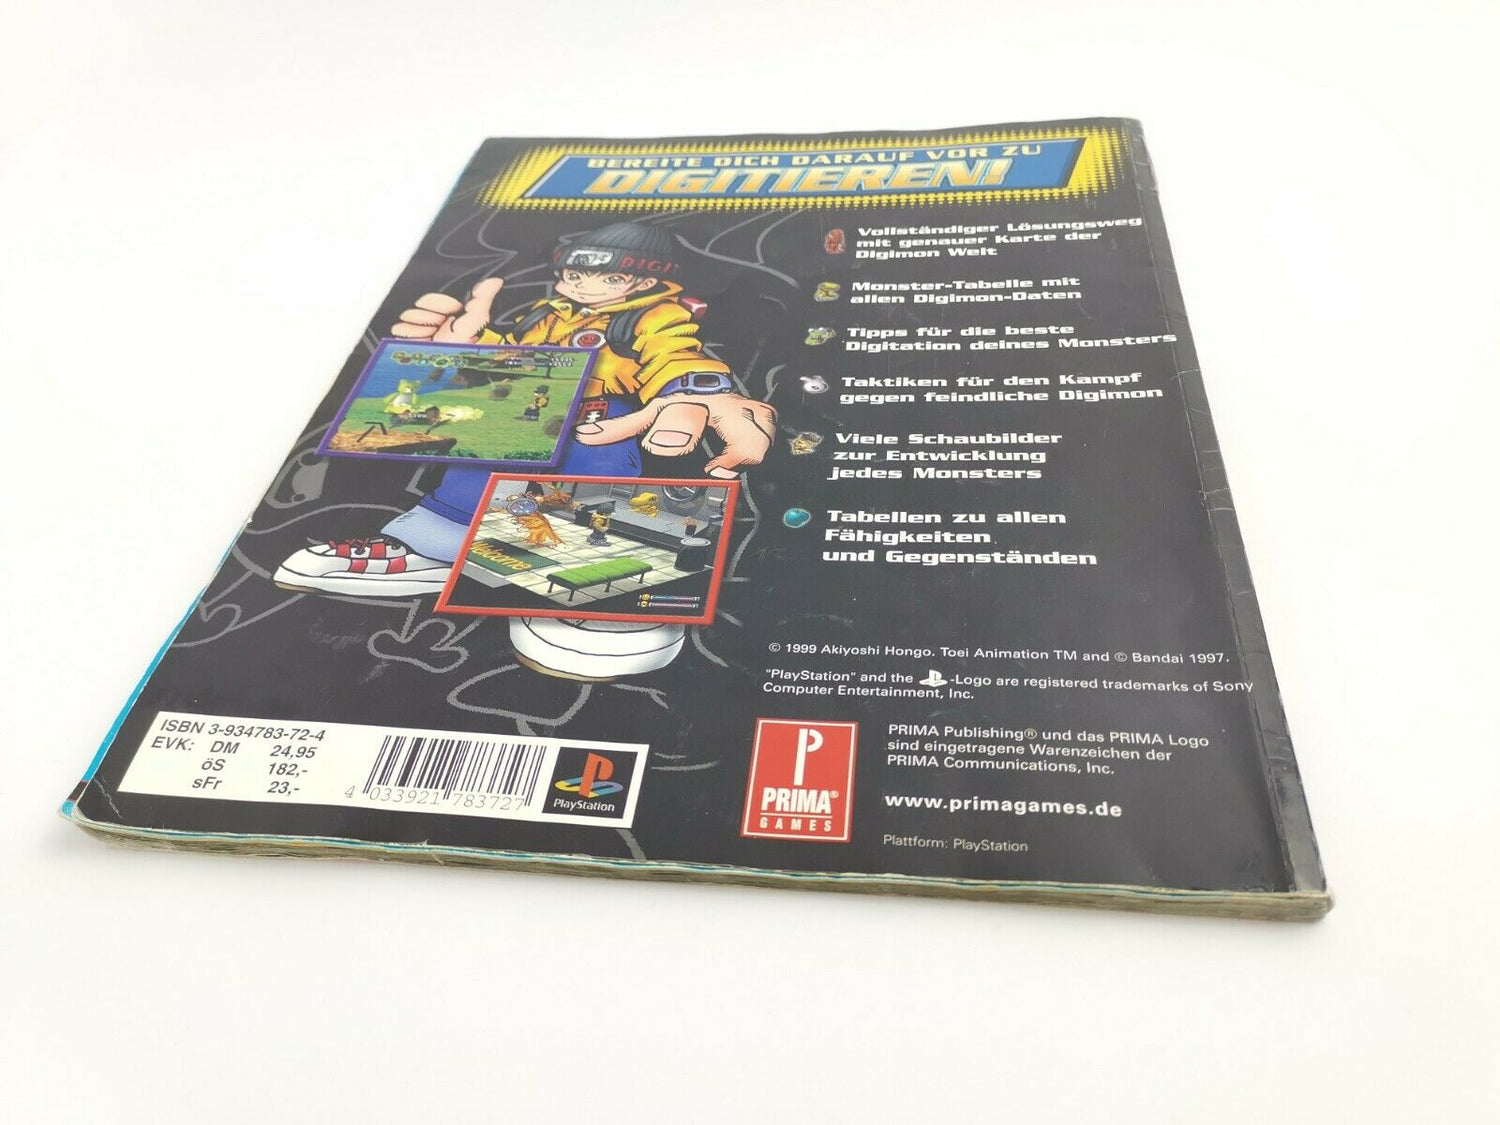 BEREITE DICH DARAUF VOR ZU
DIGITIEREN!
DIGI
Vollständiger Lösungsweg
mit genauer Karte der
Digimon Welt
Monster-Tabelle mit
allen Digimon-Daten
Tipps für die beste
Digitation deines Monsters
Taktiken für den Kampf
gegen feindliche Digimon
Viele Schaubilder
zur Entwicklung
jedes Monsters
Tabellen zu allen
Fähigkeiten
und Gegenständen
Welcome
© 1999 Akiyoshi Hongo, Toei Animation TM and © Bandai 1997.
"PlayStation" and the -Logo are registered trademarks of Sony
Computer Entertainment, Inc.
ISBN 3-934783-72-4
EVK: DM 24,95
öS 182,-
sFr 23,-
4 033921 783727
PlayStation
PRIMA®
GAMES
PRIMA Publishing® und das PRIMA Logo
sind eingetragene Warenzeichen der
PRIMA Communications, Inc.
www.primagames.de
Plattform: PlayStation